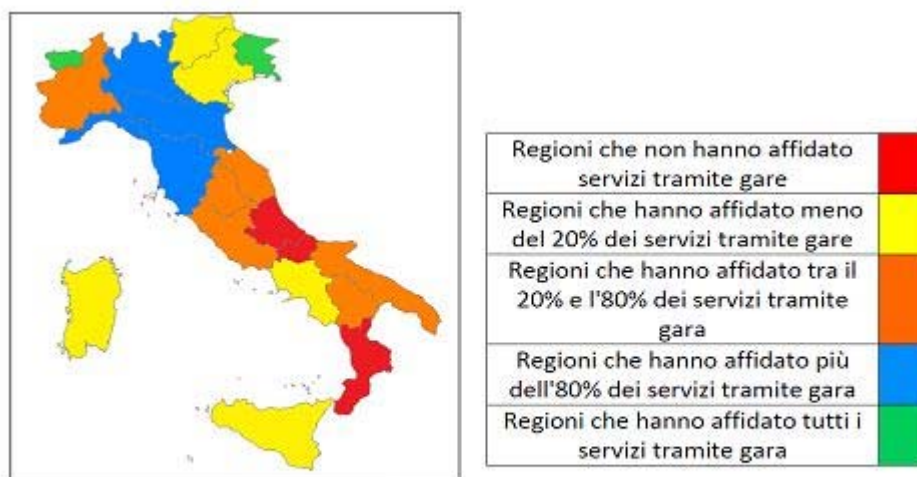 Regioni che non hanno affidato
servizi tramite gare
Regioni che hanno affidato meno
del 20% dei servizi tramite gare
Regioni che hanno affidato tra il
20% e l'80% dei servizi tramite
gara
Regioni che hanno affidato più
dell'80% dei servizi tramite gara
Regioni che hanno affidato tutti i
servizi tramite gara